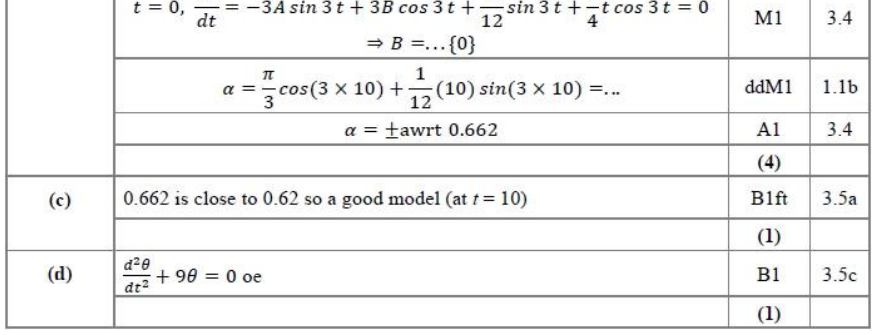 t = 0, dθ/dt = −3A sin 3t + 3B cos 3t + 1/12 sin 3t + 1/4 t cos 3t = 0 M1 3.4
⇒ B =...{0}
α = π/3 cos(3 × 10) + 1/12 (10) sin(3 × 10) =... ddM1 1.1b
α = ±awrt 0.662 A1 3.4
(4)
(c) 0.662 is close to 0.62 so a good model (at t = 10) B1ft 3.5a
(1)
(d) d²θ/dt² + 9θ = 0 oe B1 3.5c
(1)